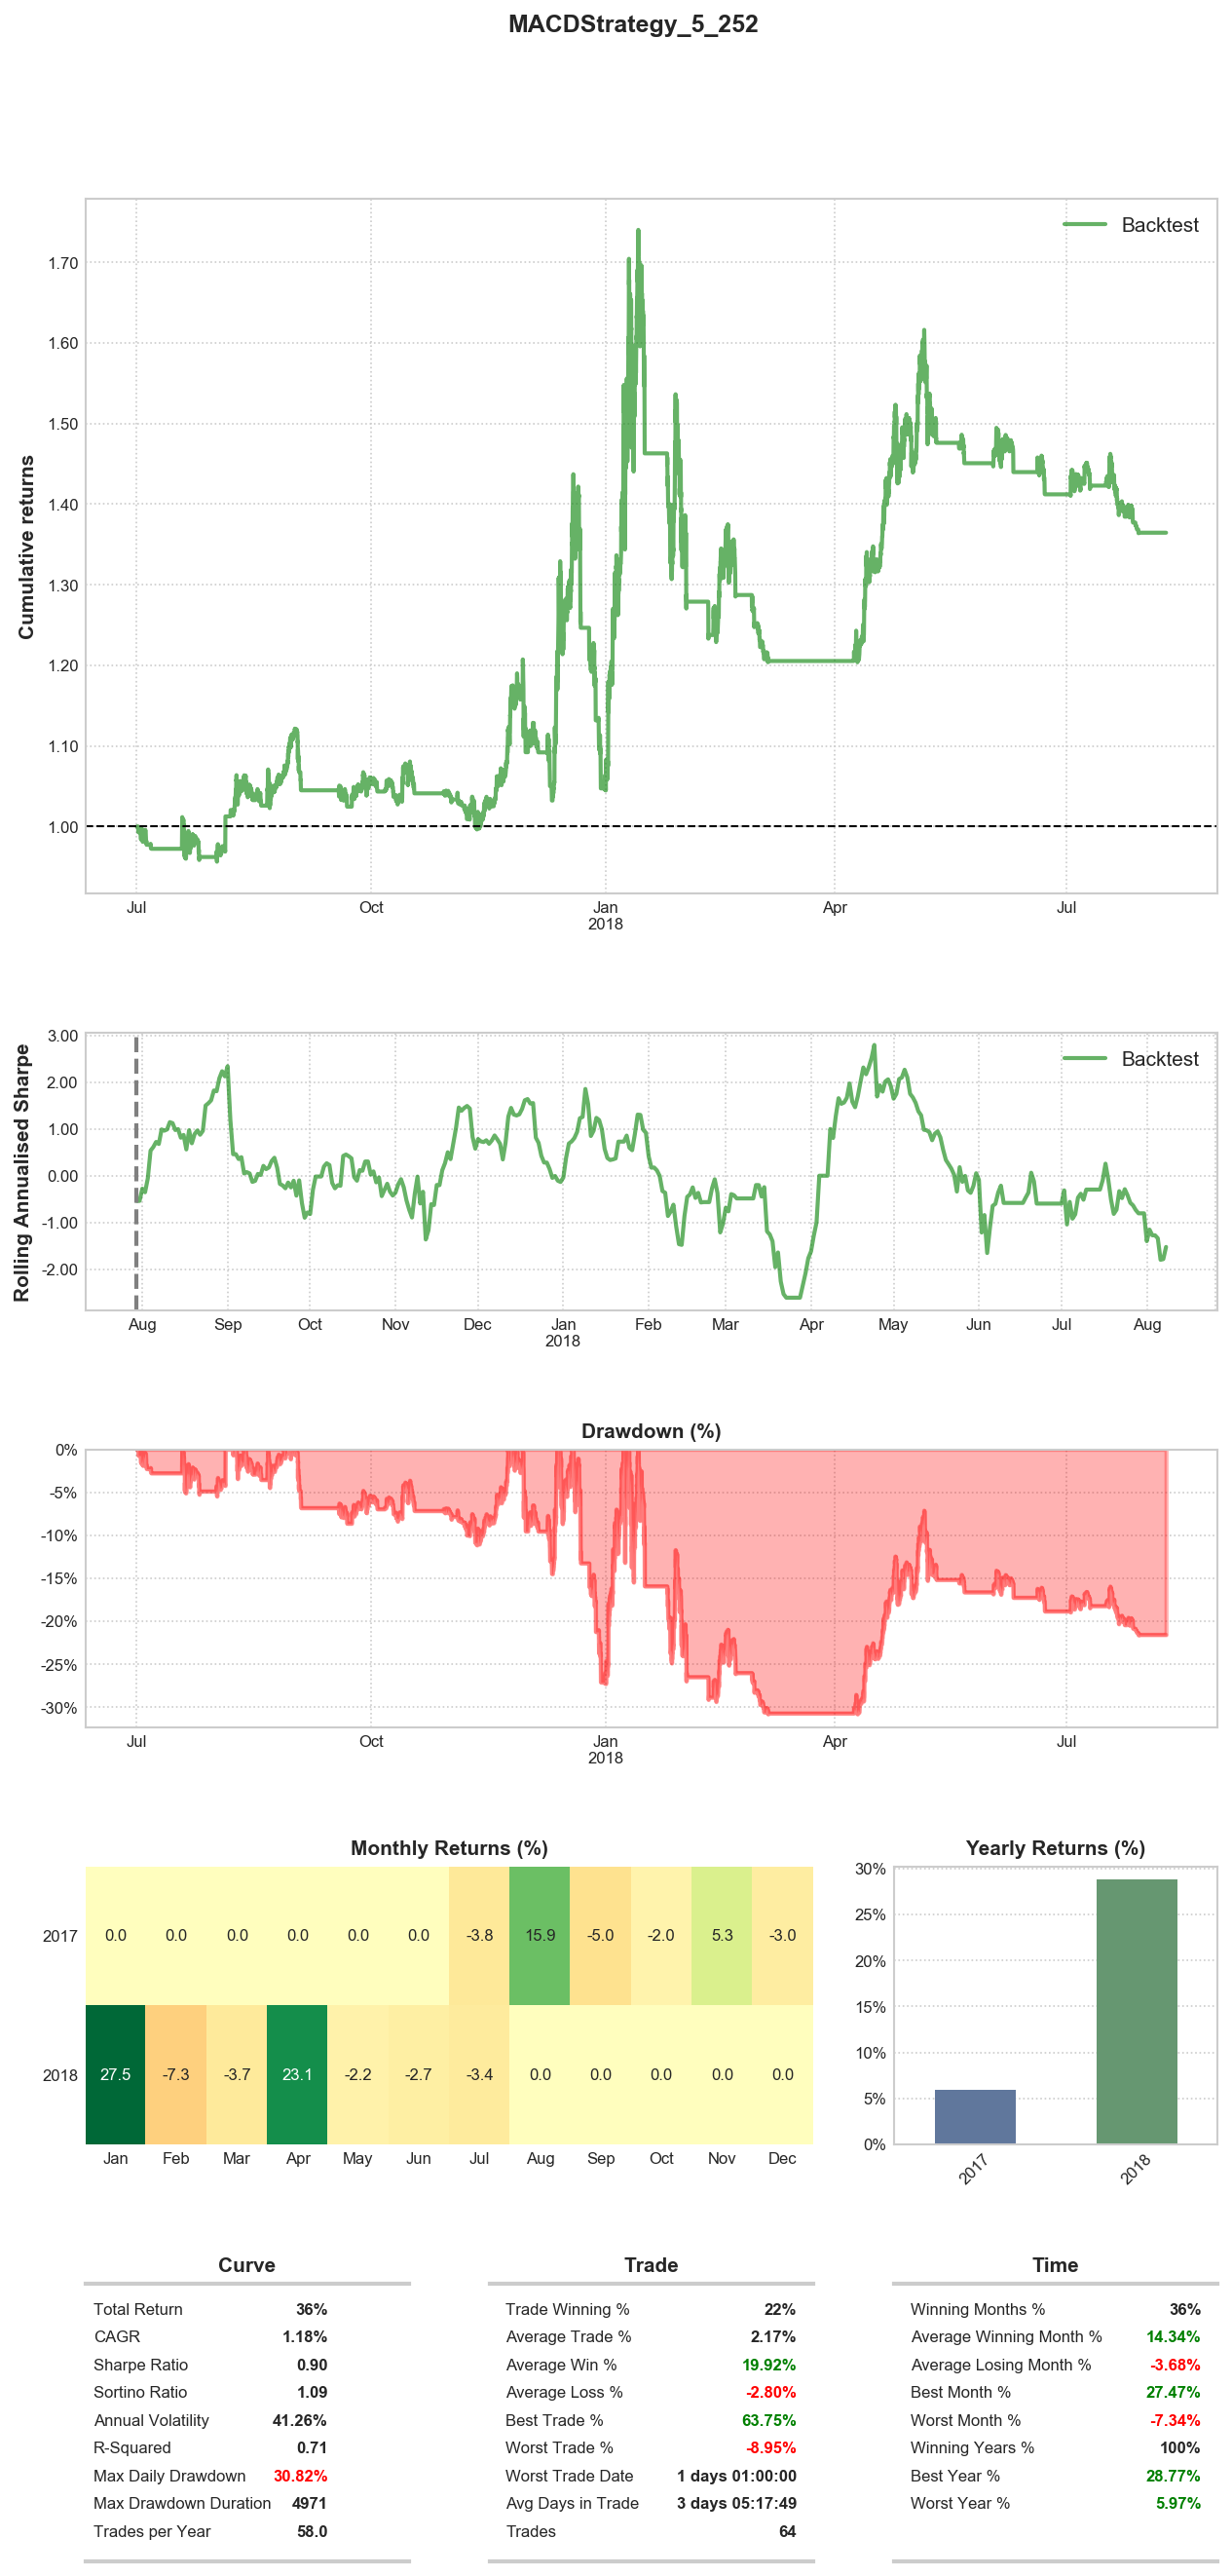 MACDStrategy_5_252
Backtest
Cumulative returns
1.70
1.60
1.50
1.40
1.30
1.20
1.10
1.00
Jul Oct Jan Apr Jul
2018
Backtest
Rolling Annualised Sharpe
3.00
2.00
1.00
0.00
-1.00
-2.00
Aug Sep Oct Nov Dec Jan Feb Mar Apr May Jun Jul Aug
2018
Drawdown (%)
0%
-5%
-10%
-15%
-20%
-25%
-30%
Jul Oct Jan Apr Jul
2018
Monthly Returns (%)
2017 0.0 0.0 0.0 0.0 0.0 0.0 -3.8 15.9 -5.0 -2.0 5.3 -3.0
2018 27.5 -7.3 -3.7 23.1 -2.2 -2.7 -3.4 0.0 0.0 0.0 0.0 0.0
Jan Feb Mar Apr May Jun Jul Aug Sep Oct Nov Dec
Yearly Returns (%)
30%
25%
20%
15%
10%
5%
0%
2017 2018
Curve
Total Return 36%
CAGR 1.18%
Sharpe Ratio 0.90
Sortino Ratio 1.09
Annual Volatility 41.26%
R-Squared 0.71
Max Daily Drawdown 30.82%
Max Drawdown Duration 4971
Trades per Year 58.0
Trade
Trade Winning % 22%
Average Trade % 2.17%
Average Win % 19.92%
Average Loss % -2.80%
Best Trade % 63.75%
Worst Trade % -8.95%
Worst Trade Date 1 days 01:00:00
Avg Days in Trade 3 days 05:17:49
Trades 64
Time
Winning Months % 36%
Average Winning Month % 14.34%
Average Losing Month % -3.68%
Best Month % 27.47%
Worst Month % -7.34%
Winning Years % 100%
Best Year % 28.77%
Worst Year % 5.97%